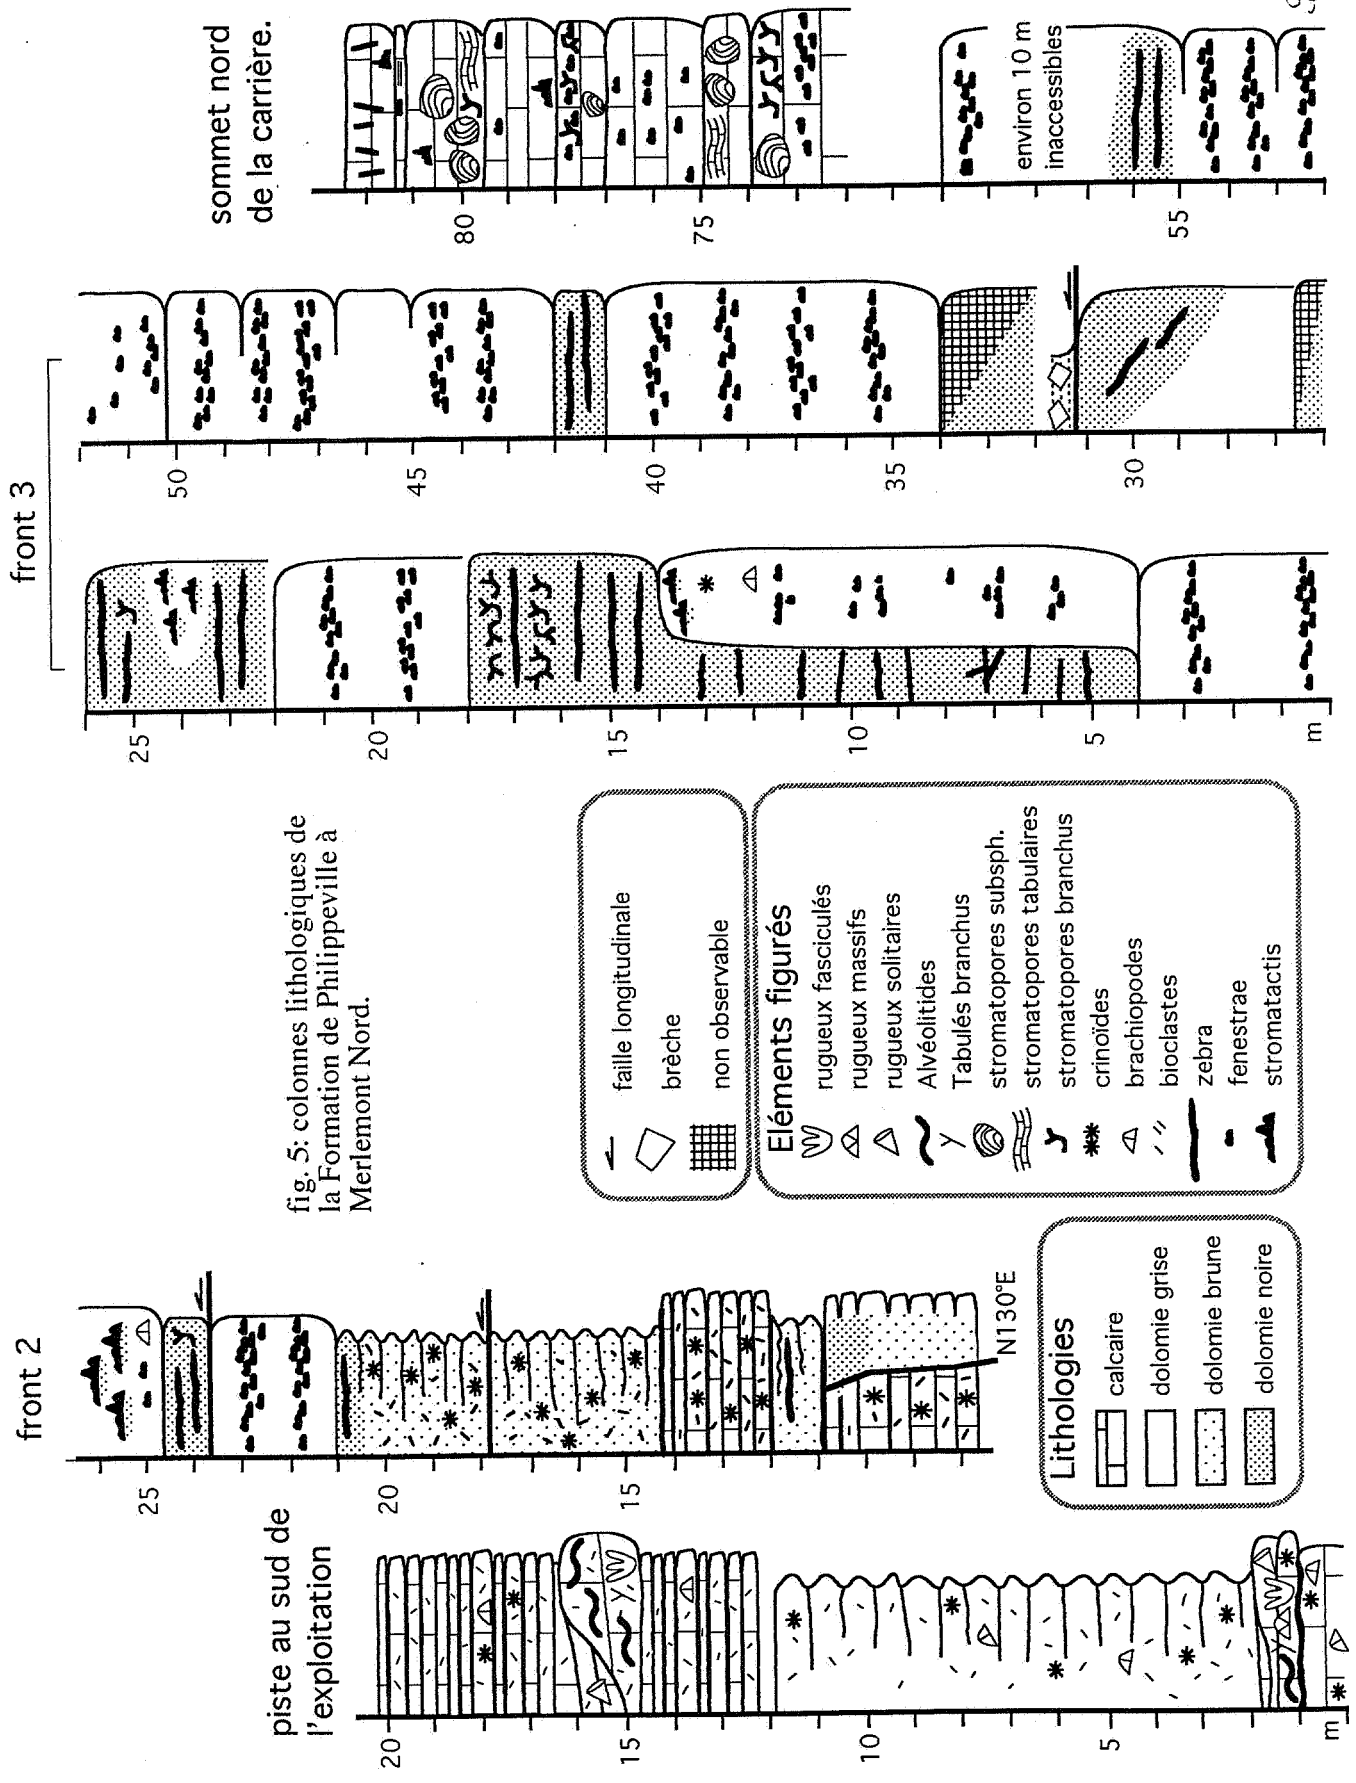 piste au sud de
l'exploitation
20
15
10
5
m
front 2
25
20
15
N130°E
Lithologies
calcaire
dolomie grise
dolomie brune
dolomie noire
fig. 5: colonnes lithologiques de
la Formation de Philippeville à
Merlemont Nord.
faille longitudinale
brèche
non observable
Eléments figurés
rugueux fasciculés
rugueux massifs
rugueux solitaires
Alvéolitides
Tabulés branchus
stromatopores subsph.
stromatopores tabulaires
stromatopores branchus
crinoïdes
brachiopodes
bioclastes
zebra
fenestrae
stromatactis
front 3
25
20
15
10
5
m
50
45
40
35
30
sommet nord
de la carrière.
80
75
environ 10 m
inaccessibles
55